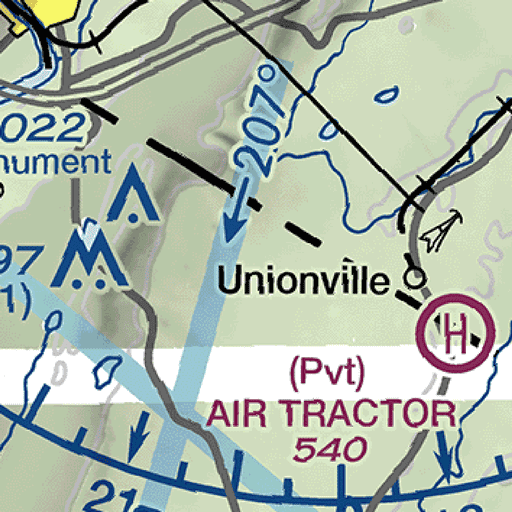 207°
022
nument
97
1)
Unionville
H
(Pvt)
AIR TRACTOR
540
21